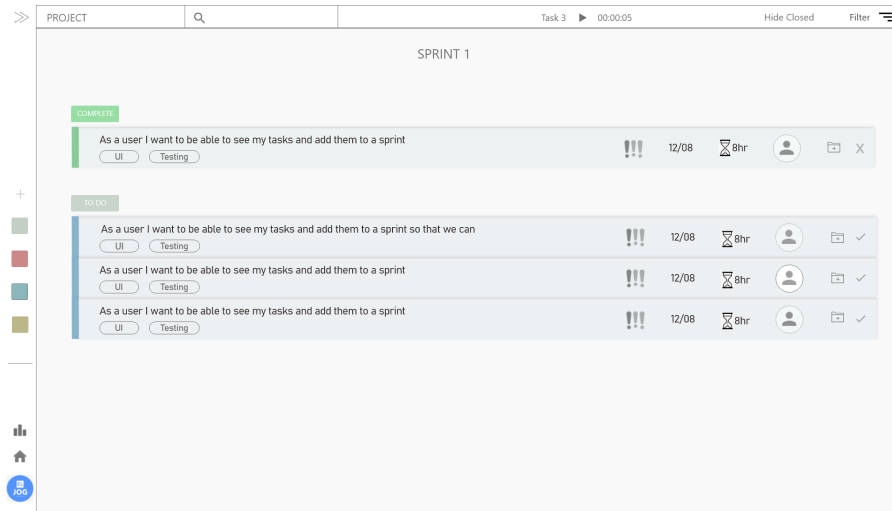 PROJECT
Task 3 00:00:05 Hide Closed Filter
SPRINT 1
COMPLETE
As a user I want to be able to see my tasks and add them to a sprint
UI Testing
12/08 8hr X
TO DO
As a user I want to be able to see my tasks and add them to a sprint so that we can
UI Testing
12/08 8hr
As a user I want to be able to see my tasks and add them to a sprint
UI Testing
12/08 8hr
As a user I want to be able to see my tasks and add them to a sprint
UI Testing
12/08 8hr
JOG